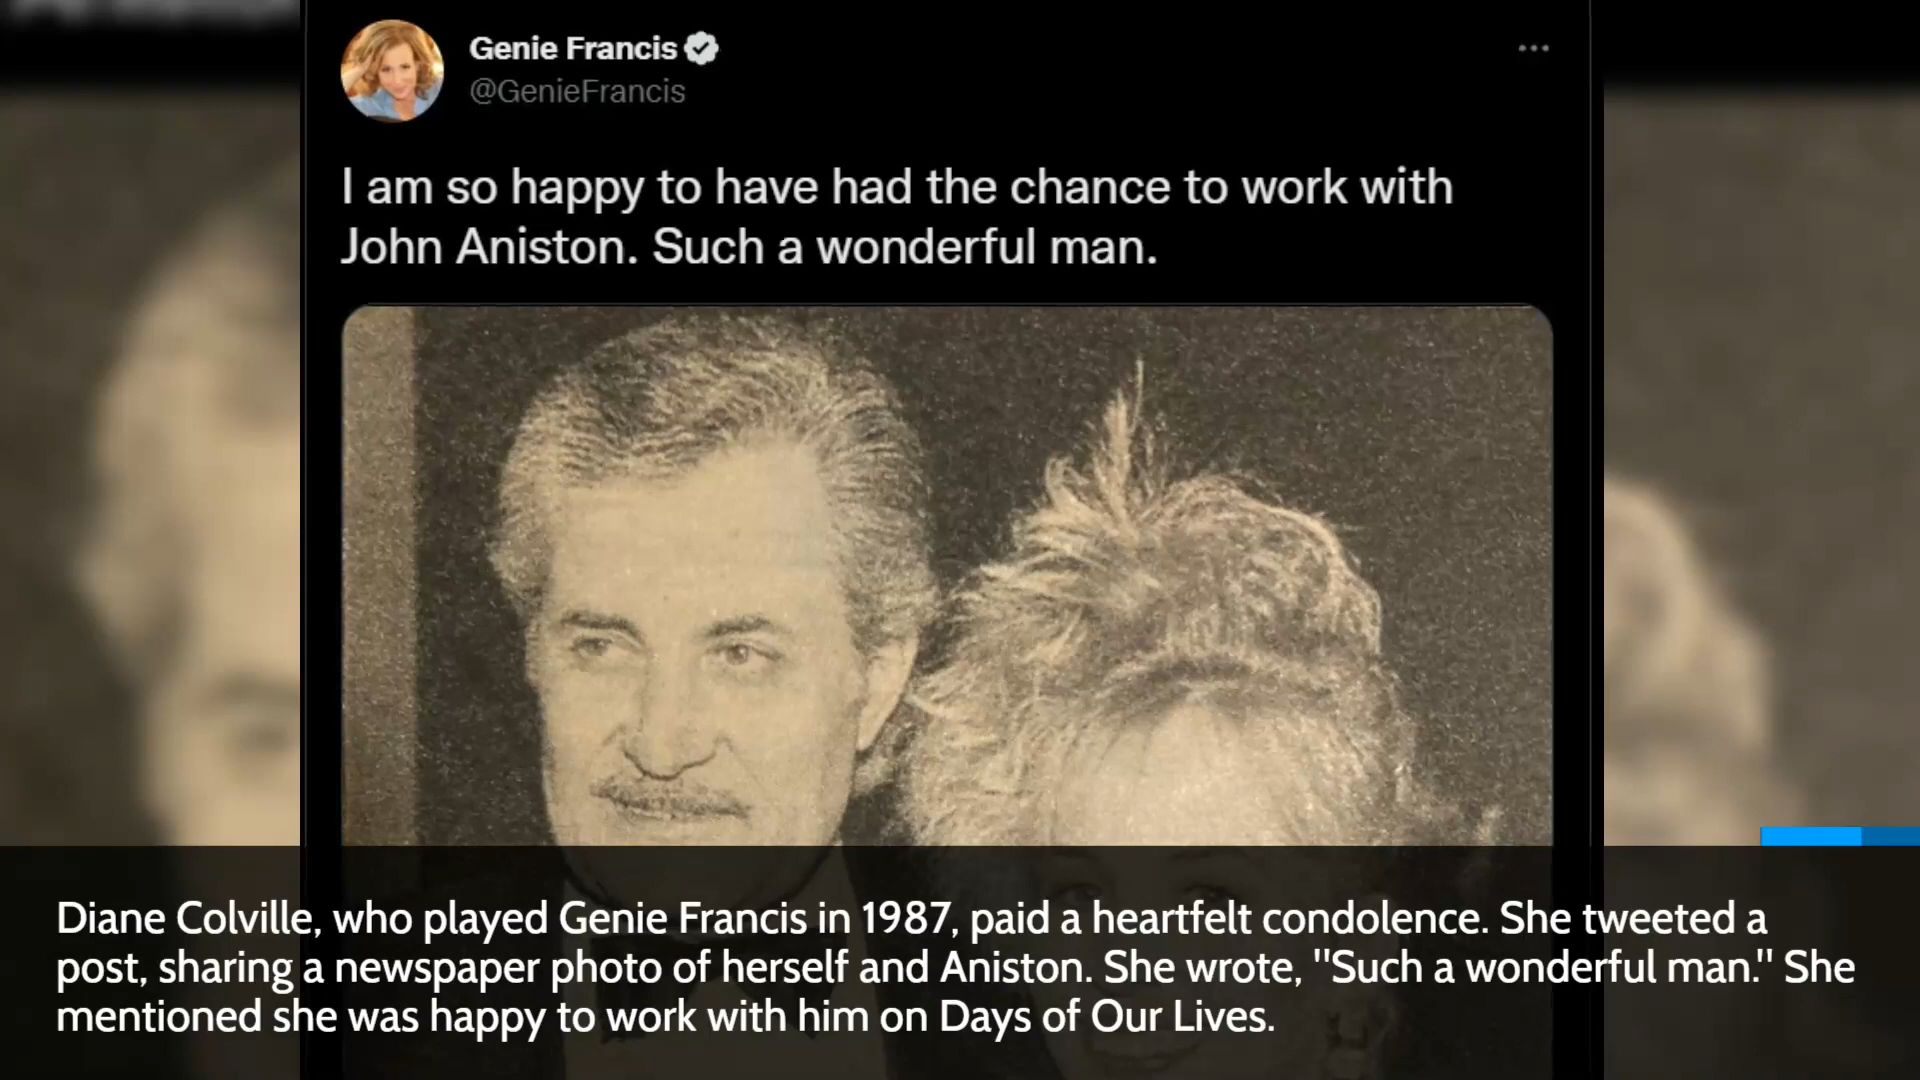 Genie Francis
@GenieFrancis
I am so happy to have had the chance to work with
John Aniston. Such a wonderful man.
Diane Colville, who played Genie Francis in 1987, paid a heartfelt condolence. She tweeted a
post, sharing a newspaper photo of herself and Aniston. She wrote, "Such a wonderful man." She
mentioned she was happy to work with him on Days of Our Lives.